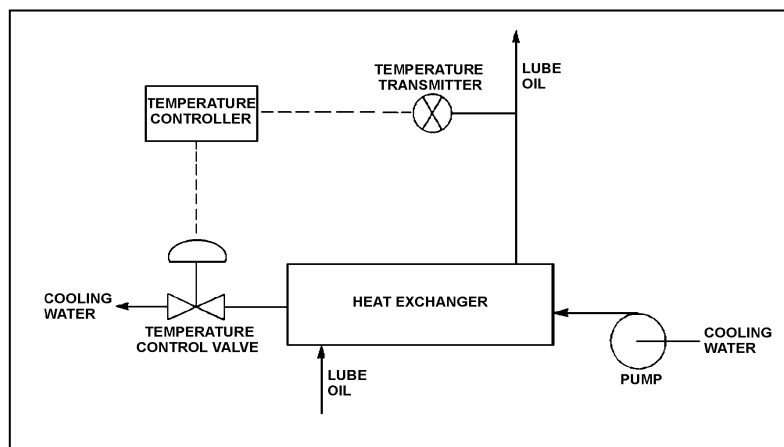 TEMPERATURE
TRANSMITTER
LUBE
OIL
TEMPERATURE
CONTROLLER
COOLING
WATER
TEMPERATURE
CONTROL VALVE
HEAT EXCHANGER
LUBE
OIL
PUMP
COOLING
WATER